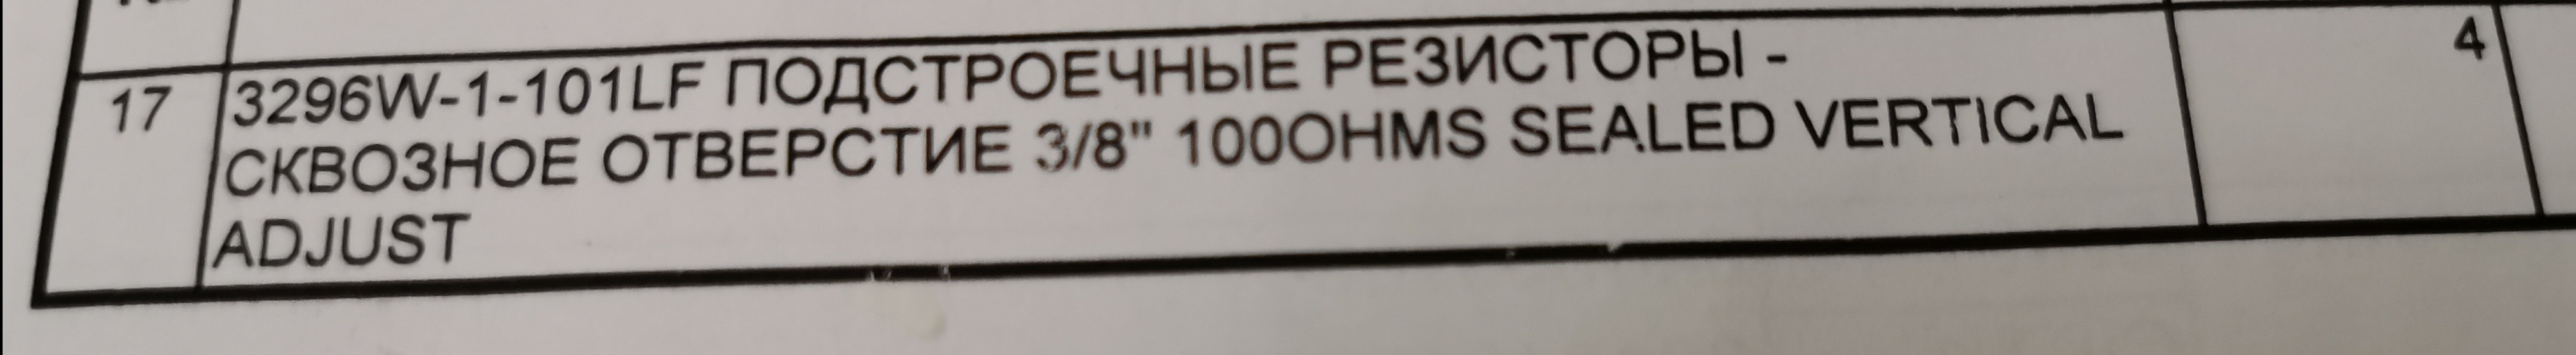 17 3296W-1-101LF ПОДСТРОЕЧНЫЕ РЕЗИСТОРЫ - 4
СКВОЗНОЕ ОТВЕРСТИЕ 3/8" 100OHMS SEALED VERTICAL
ADJUST